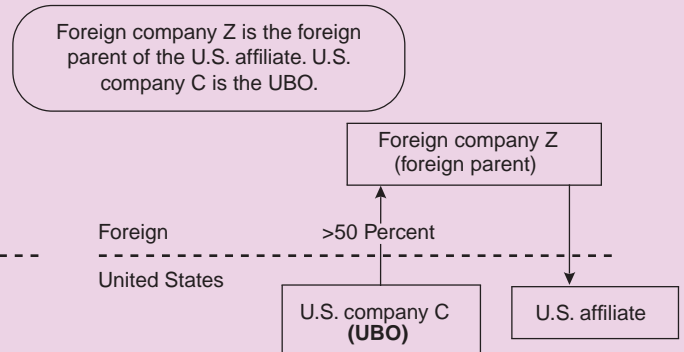 Foreign company Z is the foreign
parent of the U.S. affiliate. U.S.
company C is the UBO.
Foreign company Z
(foreign parent)
Foreign
>50 Percent
United States
U.S. company C
(UBO)
U.S. affiliate